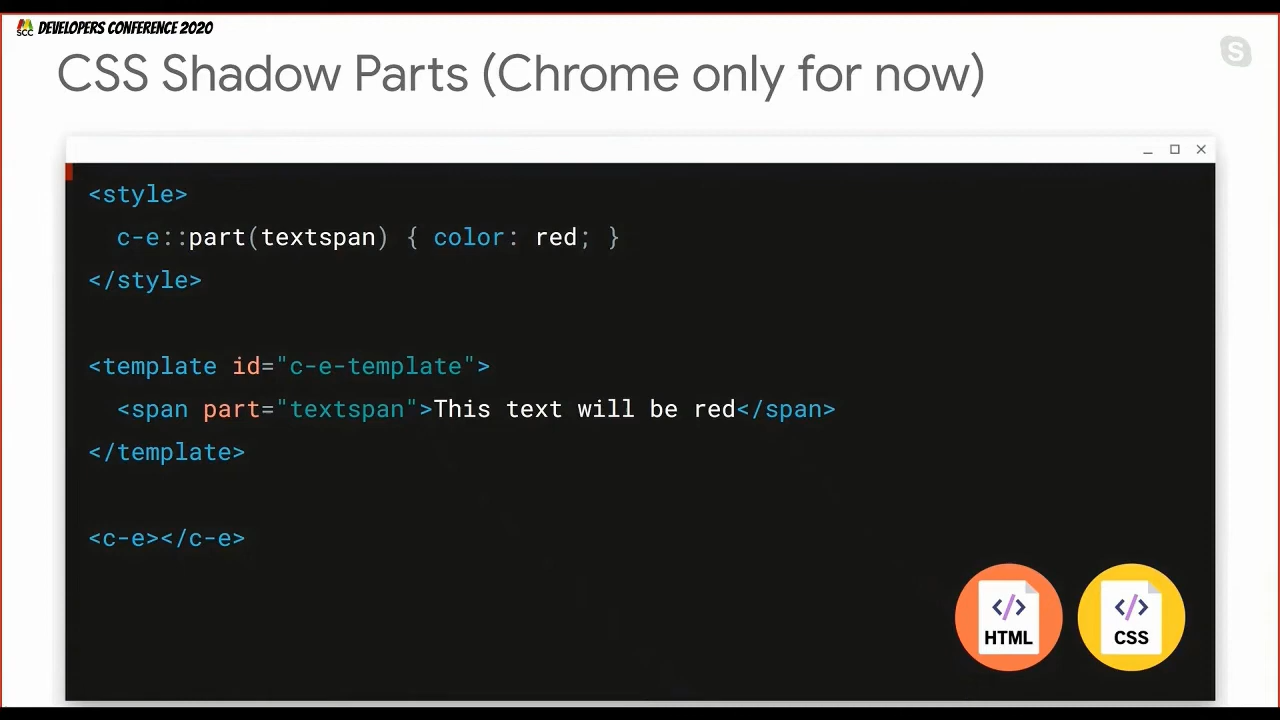 SCC DEVELOPERS CONFERENCE 2020
CSS Shadow Parts (Chrome only for now)
S
<style>
c-e::part(textspan) { color: red; }
</style>
<template id="c-e-template">
<span part="textspan">This text will be red</span>
</template>
<c-e></c-e>
</> </>
HTML CSS